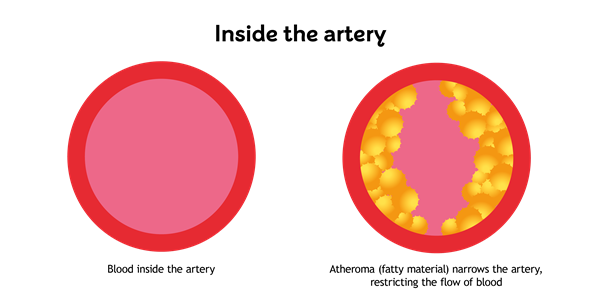 Inside the artery
Blood inside the artery
Atheroma (fatty material) narrows the artery,
restricting the flow of blood